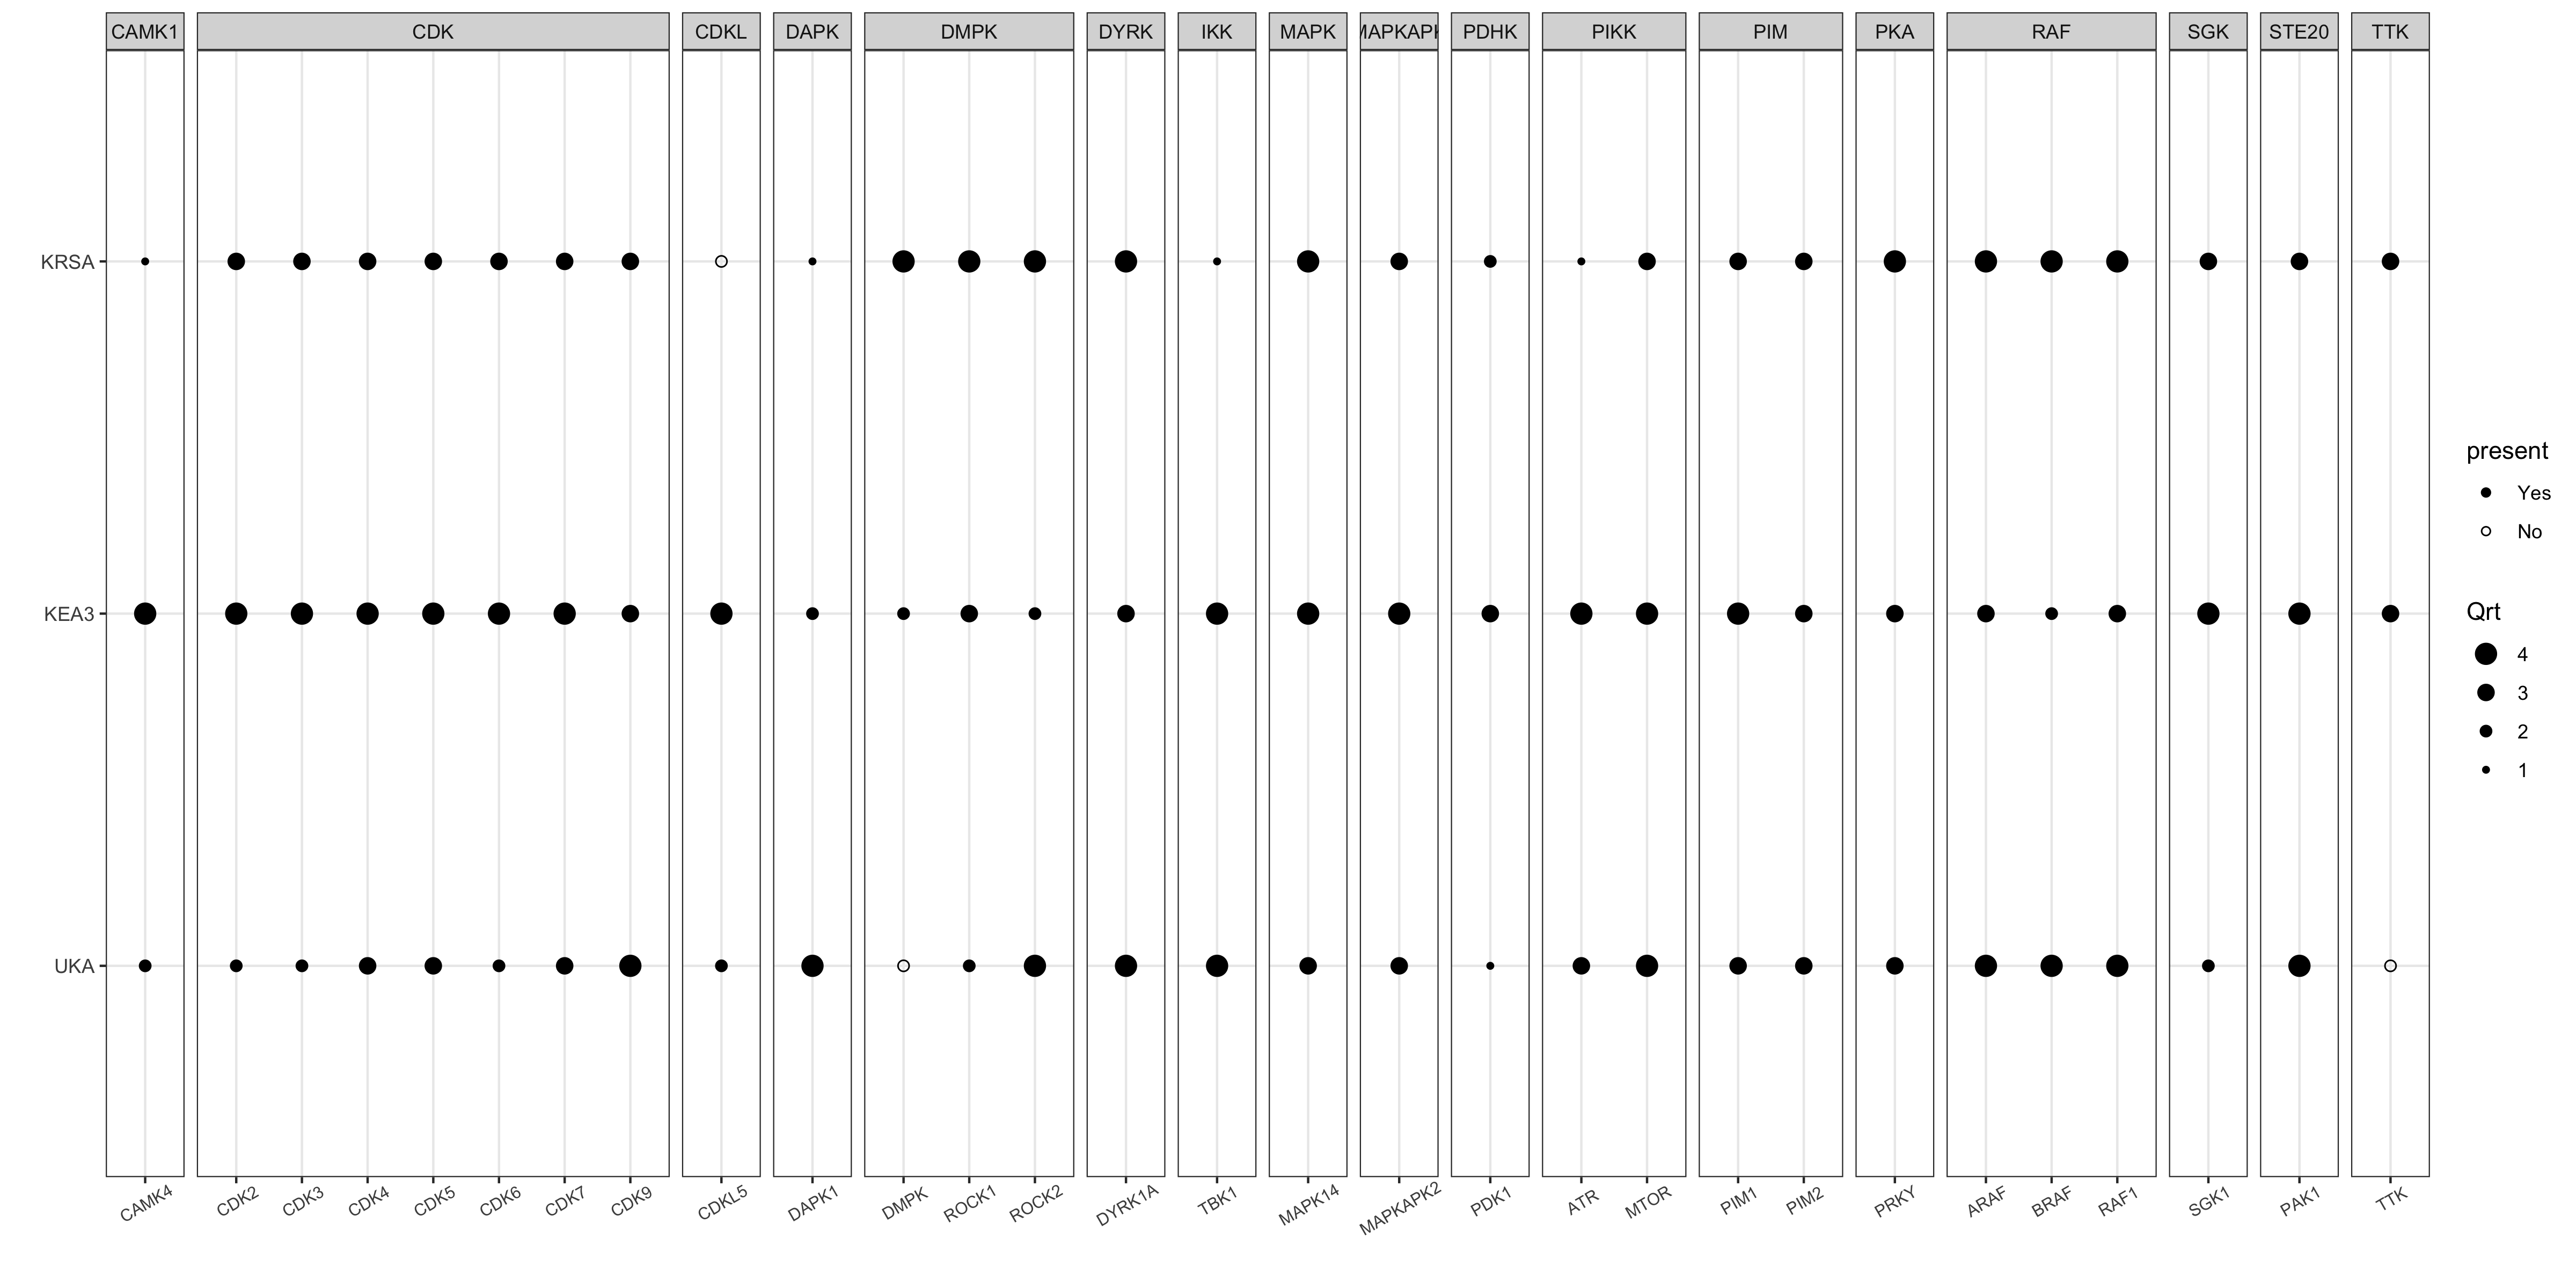 CAMK1 CDK CDKL DAPK DMPK DYRK IKK MAPK MAPKAPK PDHK PIKK PIM PKA RAF SGK STE20 TTK
KRSA
KEA3
UKA
CAMK4 CDK2 CDK3 CDK4 CDK5 CDK6 CDK7 CDK9 CDKL5 DAPK1 DMPK ROCK1 ROCK2 DYRK1A TBK1 MAPK14 MAPKAPK2 PDK1 ATR MTOR PIM1 PIM2 PRKY ARAF BRAF RAF1 SGK1 PAK1 TTK
present
Yes
No
Qrt
4
3
2
1